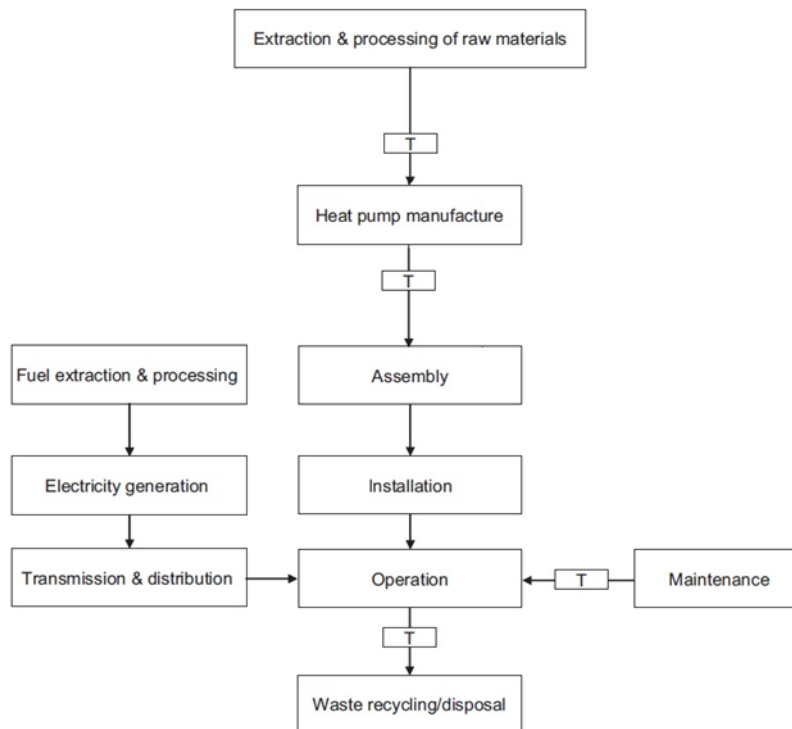 Extraction & processing of raw materials
T
Heat pump manufacture
T
Fuel extraction & processing
Assembly
Electricity generation
Installation
Transmission & distribution
Operation
T
Maintenance
T
Waste recycling/disposal